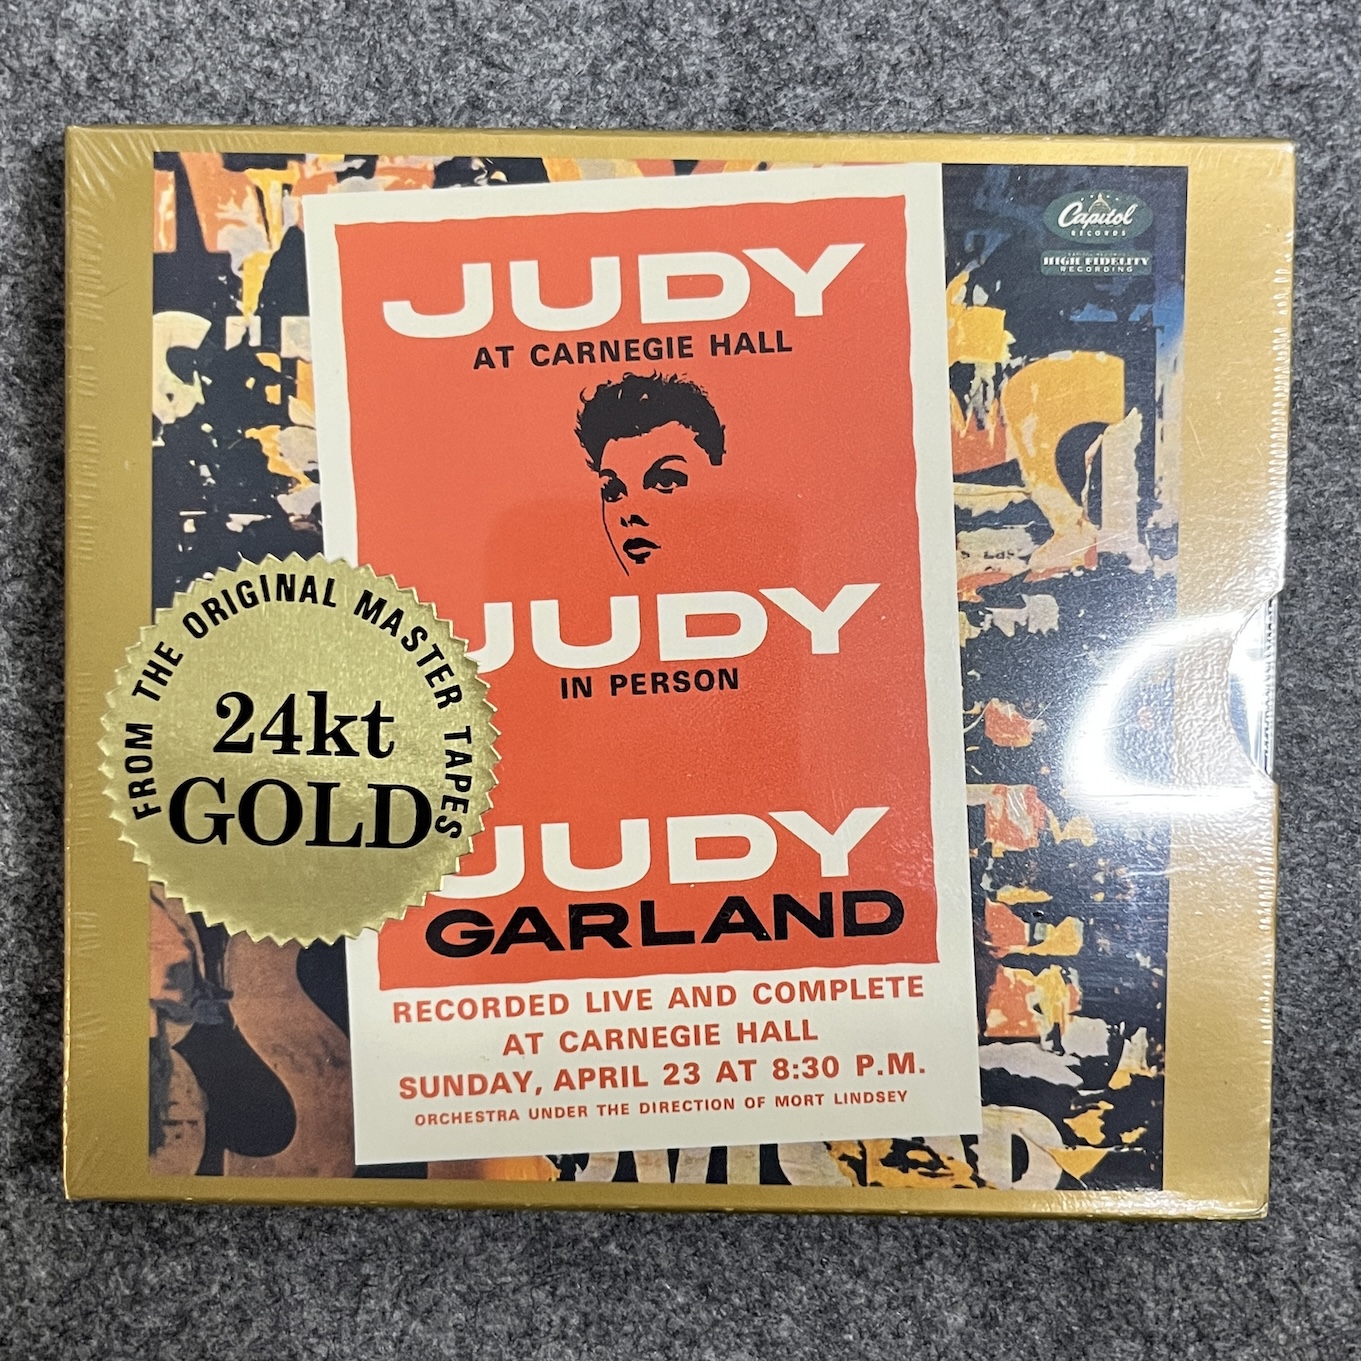 Capitol
RECORDS
HIGH FIDELITY
RECORDING
JUDY
AT CARNEGIE HALL
JUDY
IN PERSON
FROM THE ORIGINAL MASTER TAPES
24kt
GOLD
JUDY
GARLAND
RECORDED LIVE AND COMPLETE
AT CARNEGIE HALL
SUNDAY, APRIL 23 AT 8:30 P.M.
ORCHESTRA UNDER THE DIRECTION OF MORT LINDSEY